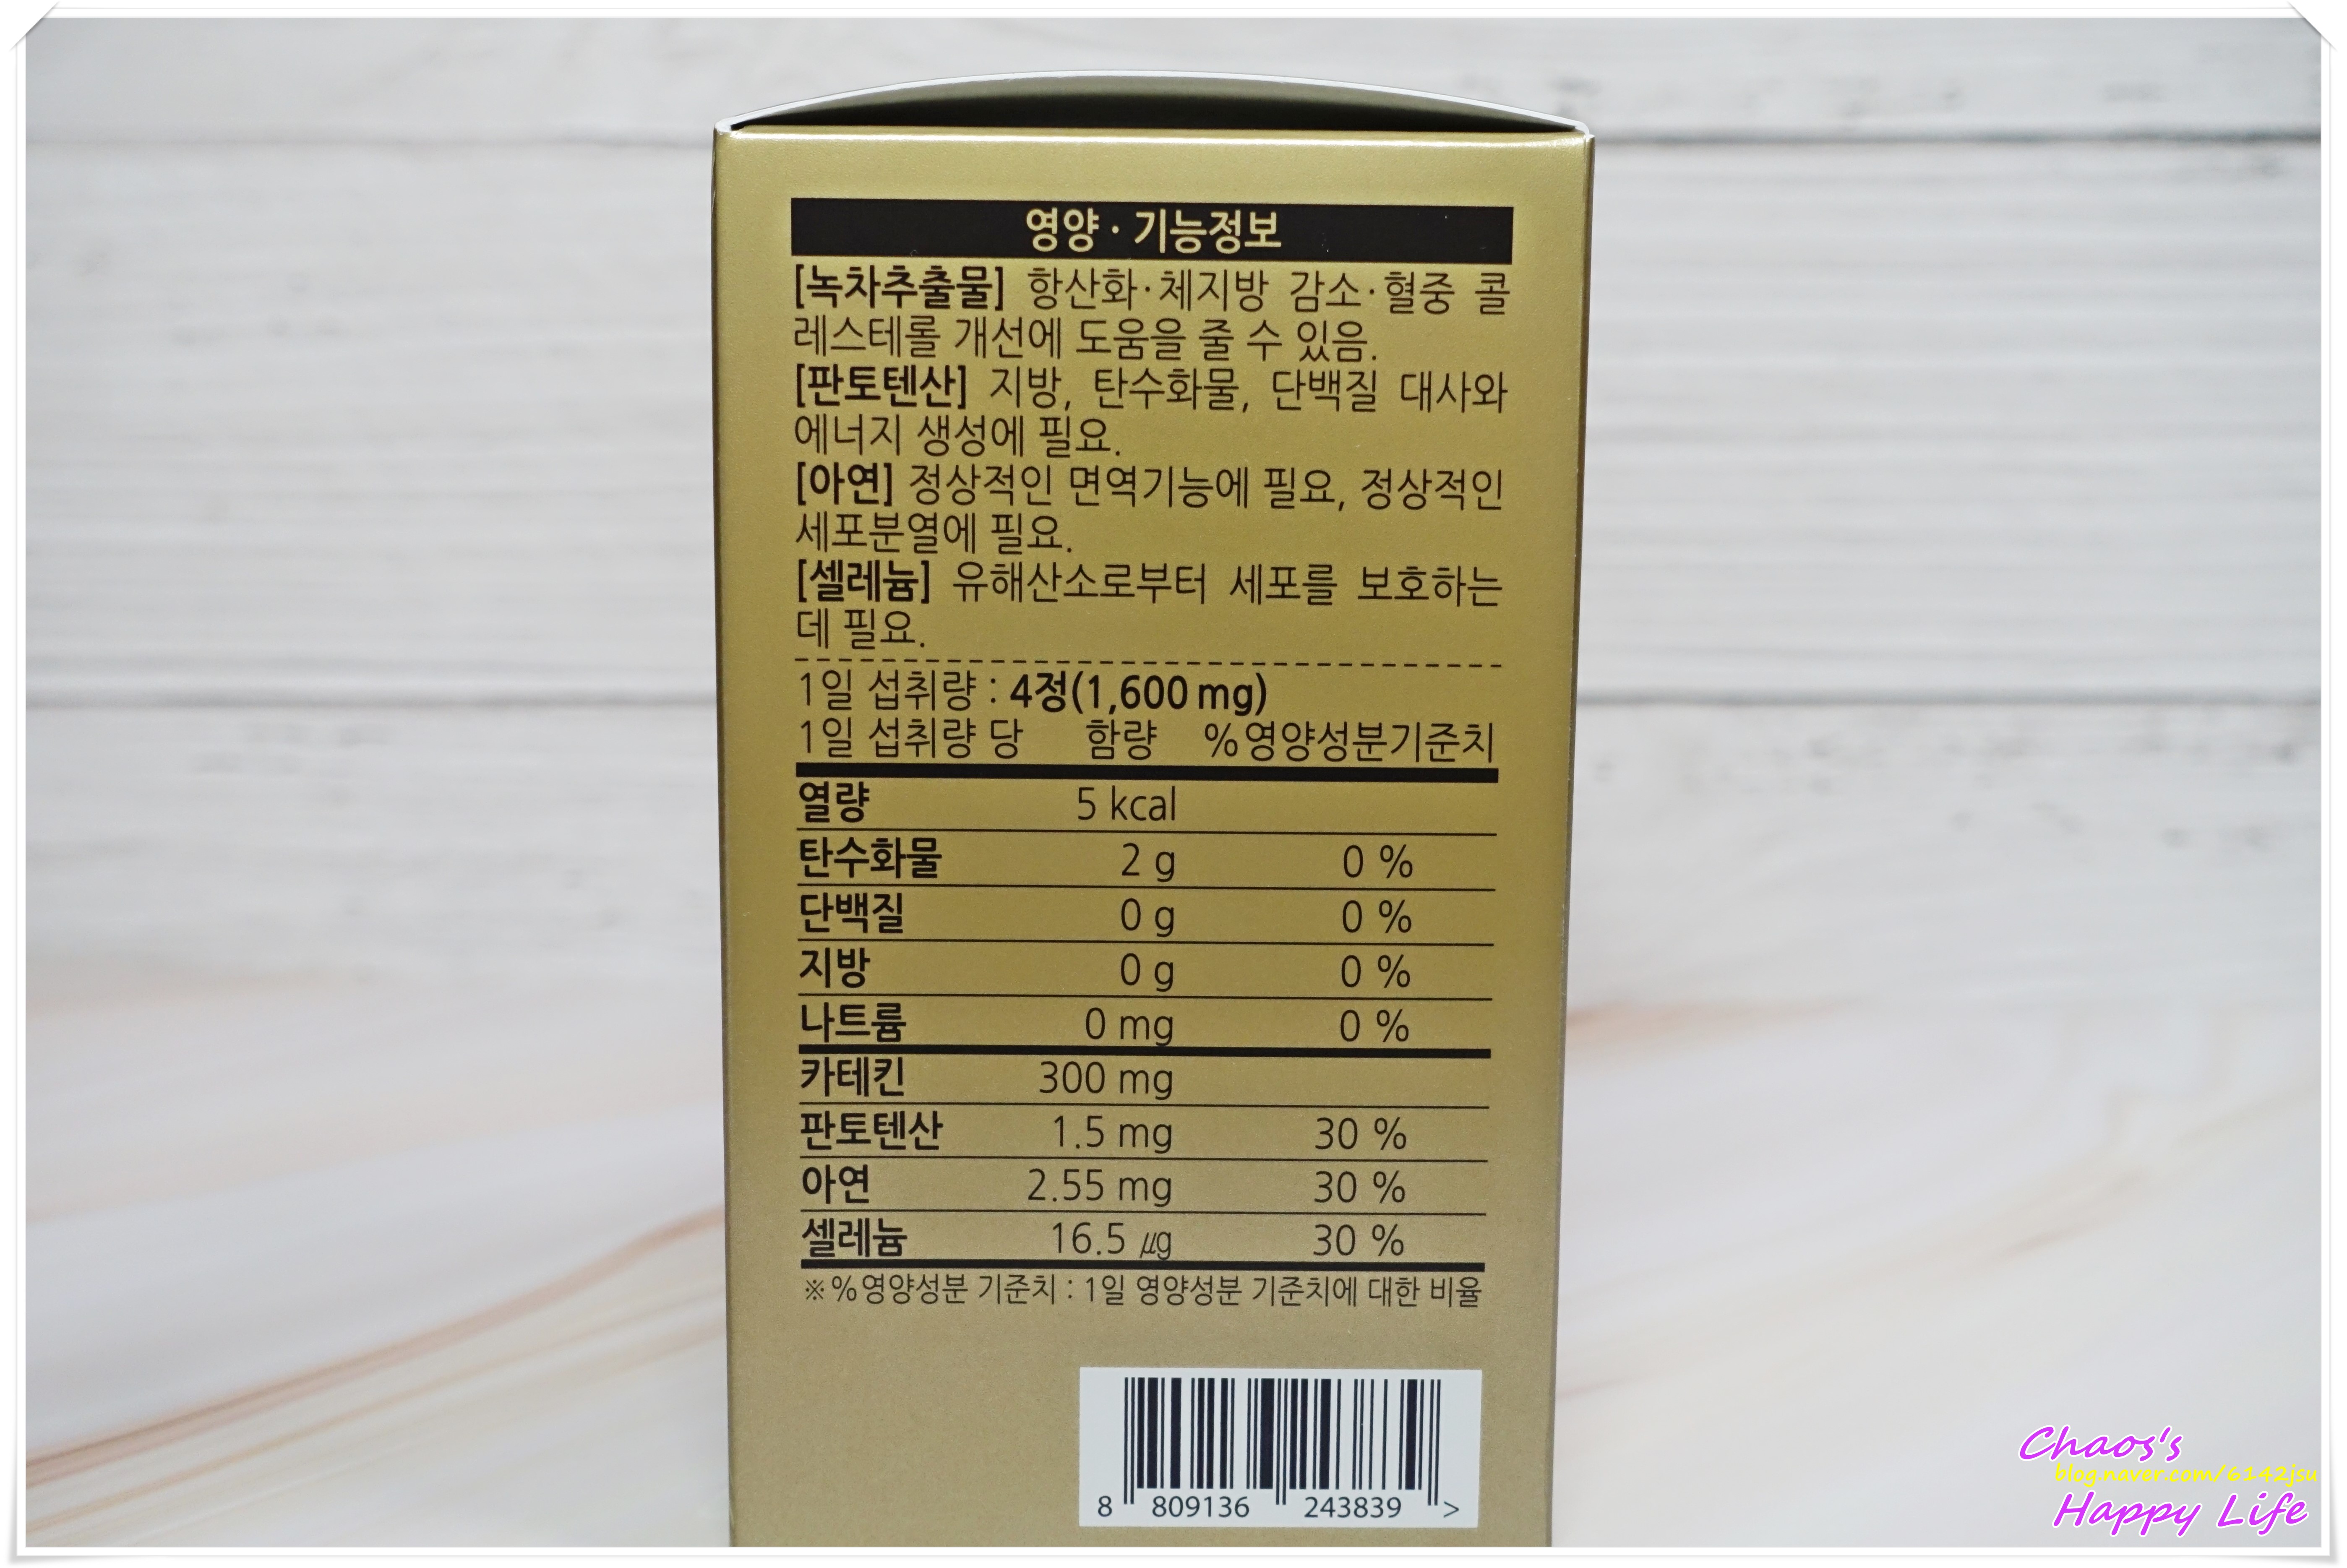 영양 · 기능정보
[녹차추출물] 항산화·체지방 감소·혈중 콜
레스테롤 개선에 도움을 줄 수 있음.
[판토텐산] 지방, 탄수화물, 단백질 대사와
에너지 생성에 필요.
[아연] 정상적인 면역기능에 필요, 정상적인
세포분열에 필요.
[셀레늄] 유해산소로부터 세포를 보호하는
데 필요.
1일 섭취량 : 4정(1,600 mg)
1일 섭취량 당 함량 %영양성분기준치
열량 5 kcal
탄수화물 2 g 0 %
단백질 0 g 0 %
지방 0 g 0 %
나트륨 0 mg 0 %
카테킨 300 mg
판토텐산 1.5 mg 30 %
아연 2.55 mg 30 %
셀레늄 16.5 ㎍ 30 %
※%영양성분 기준치 : 1일 영양성분 기준치에 대한 비율
8 809136 243839 >
Chaos's
blog.naver.com/6142jsu
Happy Life